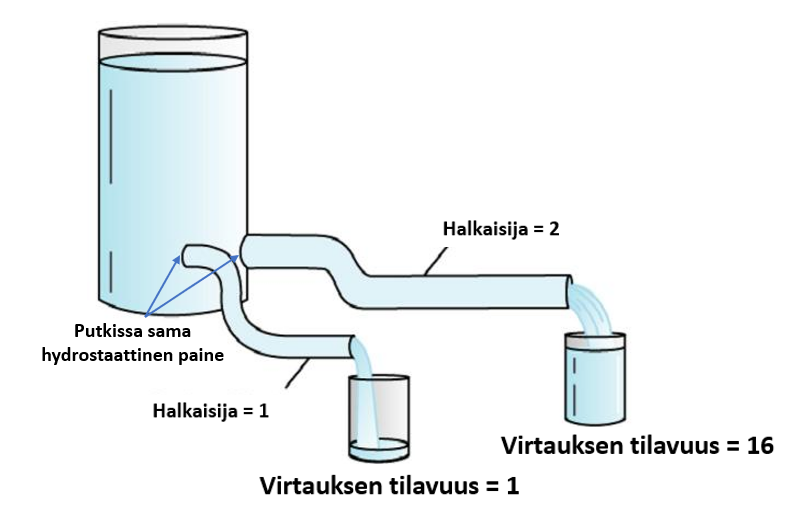 Halkaisija = 2
Putkissa sama
hydrostaattinen paine
Halkaisija = 1
Virtauksen tilavuus = 16
Virtauksen tilavuus = 1